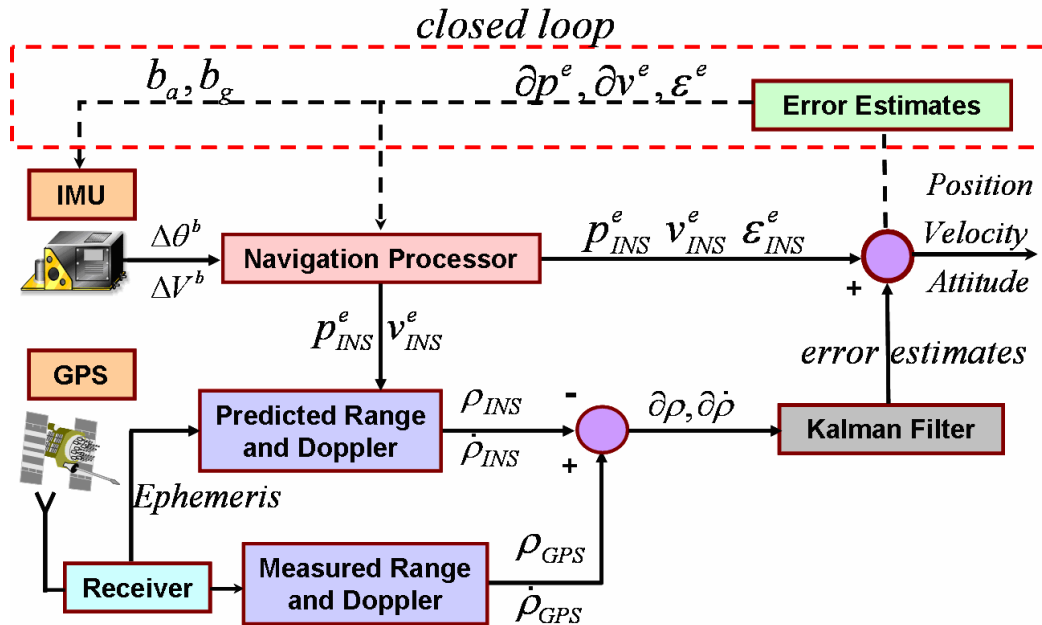 closed loop
b_a, b_g
∂p^e, ∂v^e, ε^e
Error Estimates
IMU
Position
Δθ^b
p^e_INS v^e_INS ε^e_INS
Velocity
Navigation Processor
ΔV^b
+
Attitude
p^e_INS v^e_INS
error estimates
GPS
ρ_INS
-
∂ρ, ∂ρ̇
Predicted Range
and Doppler
Kalman Filter
ρ̇_INS
+
Ephemeris
ρ_GPS
Receiver
Measured Range
and Doppler
ρ̇_GPS